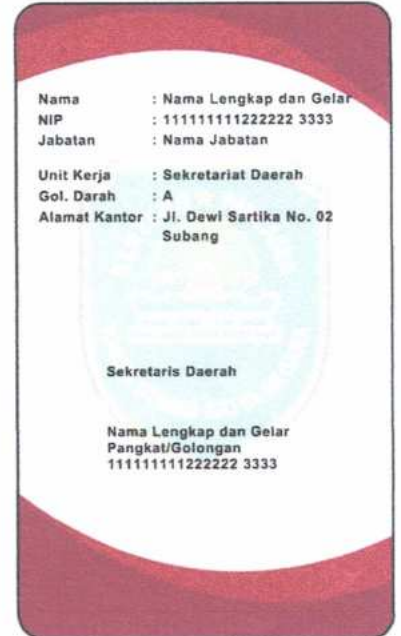 Nama : Nama Lengkap dan Gelar
NIP : 111111111222222 3333
Jabatan : Nama Jabatan
Unit Kerja : Sekretariat Daerah
Gol. Darah : A
Alamat Kantor : Jl. Dewi Sartika No. 02
Subang
Sekretaris Daerah
Nama Lengkap dan Gelar
Pangkat/Golongan
111111111222222 3333